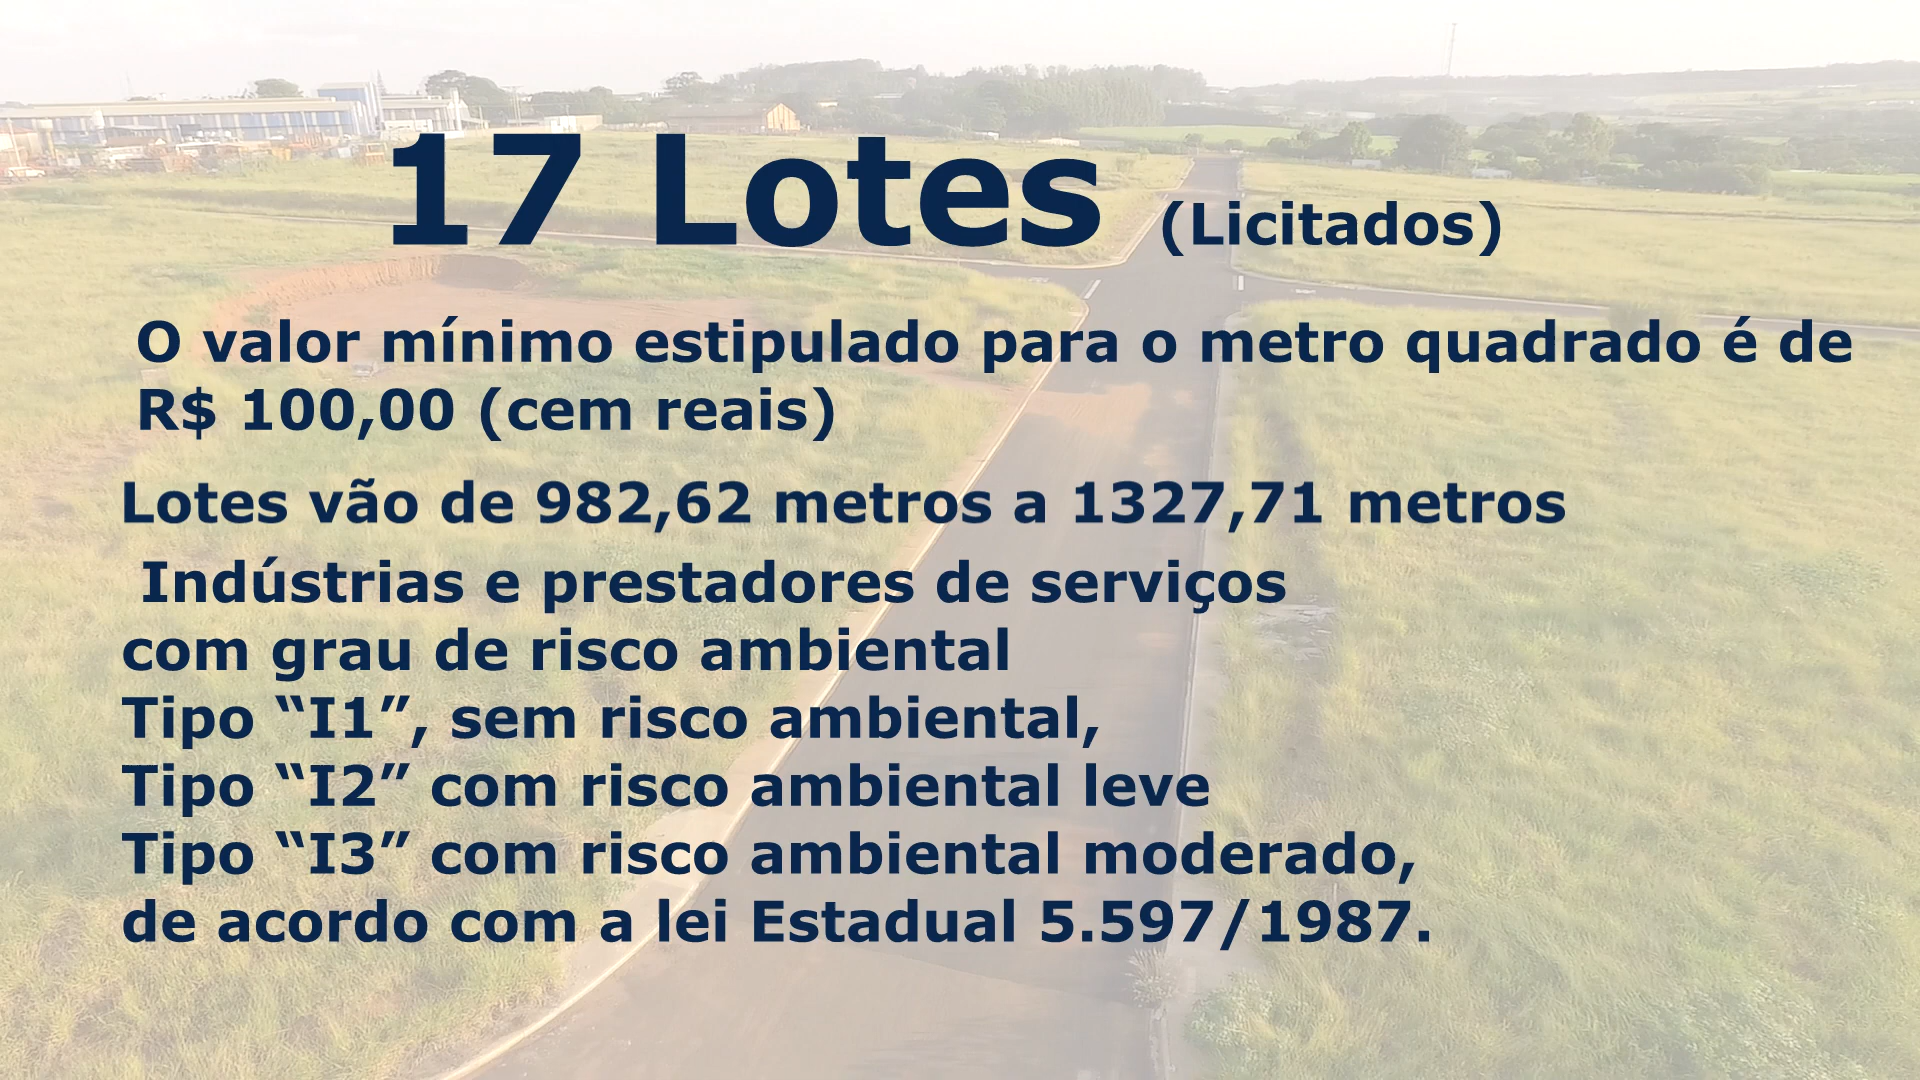 17 Lotes (Licitados)
O valor mínimo estipulado para o metro quadrado é de
R$ 100,00 (cem reais)
Lotes vão de 982,62 metros a 1327,71 metros
Indústrias e prestadores de serviços
com grau de risco ambiental
Tipo “I1”, sem risco ambiental,
Tipo “I2” com risco ambiental leve
Tipo “I3” com risco ambiental moderado,
de acordo com a lei Estadual 5.597/1987.